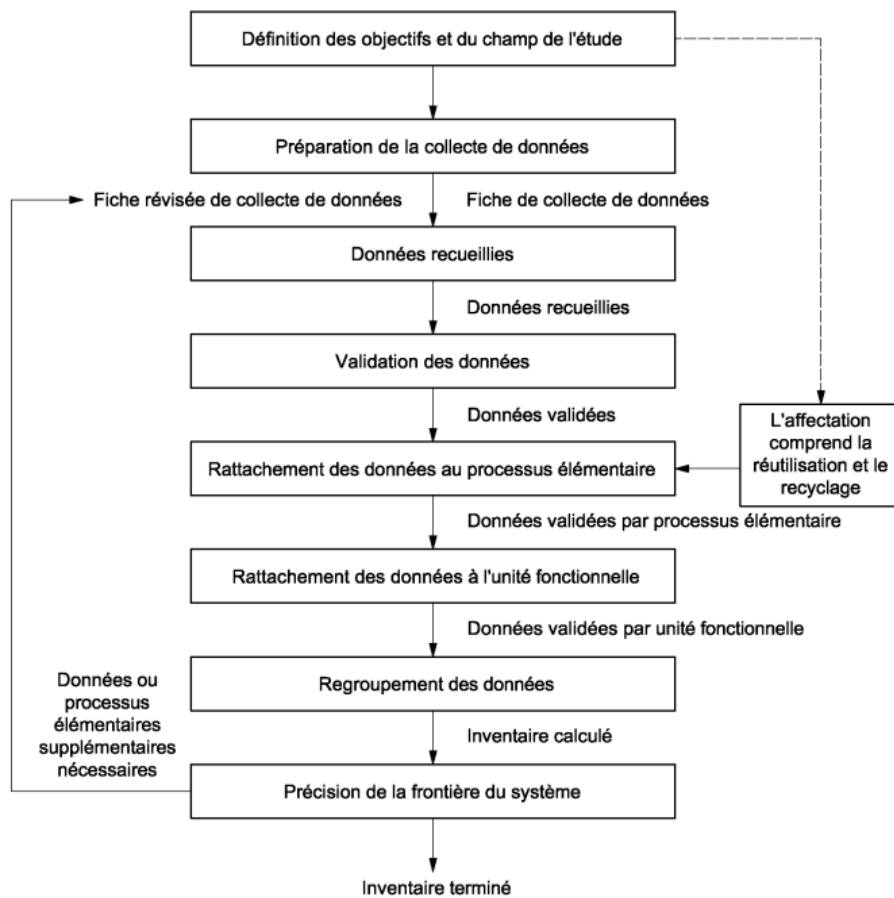 Définition des objectifs et du champ de l'étude
Préparation de la collecte de données
Fiche révisée de collecte de données
Fiche de collecte de données
Données recueillies
Données recueillies
Validation des données
Données validées
L'affectation
comprend la
réutilisation et le
recyclage
Rattachement des données au processus élémentaire
Données validées par processus élémentaire
Rattachement des données à l'unité fonctionnelle
Données validées par unité fonctionnelle
Regroupement des données
Données ou
processus
élémentaires
supplémentaires
nécessaires
Inventaire calculé
Précision de la frontière du système
Inventaire terminé